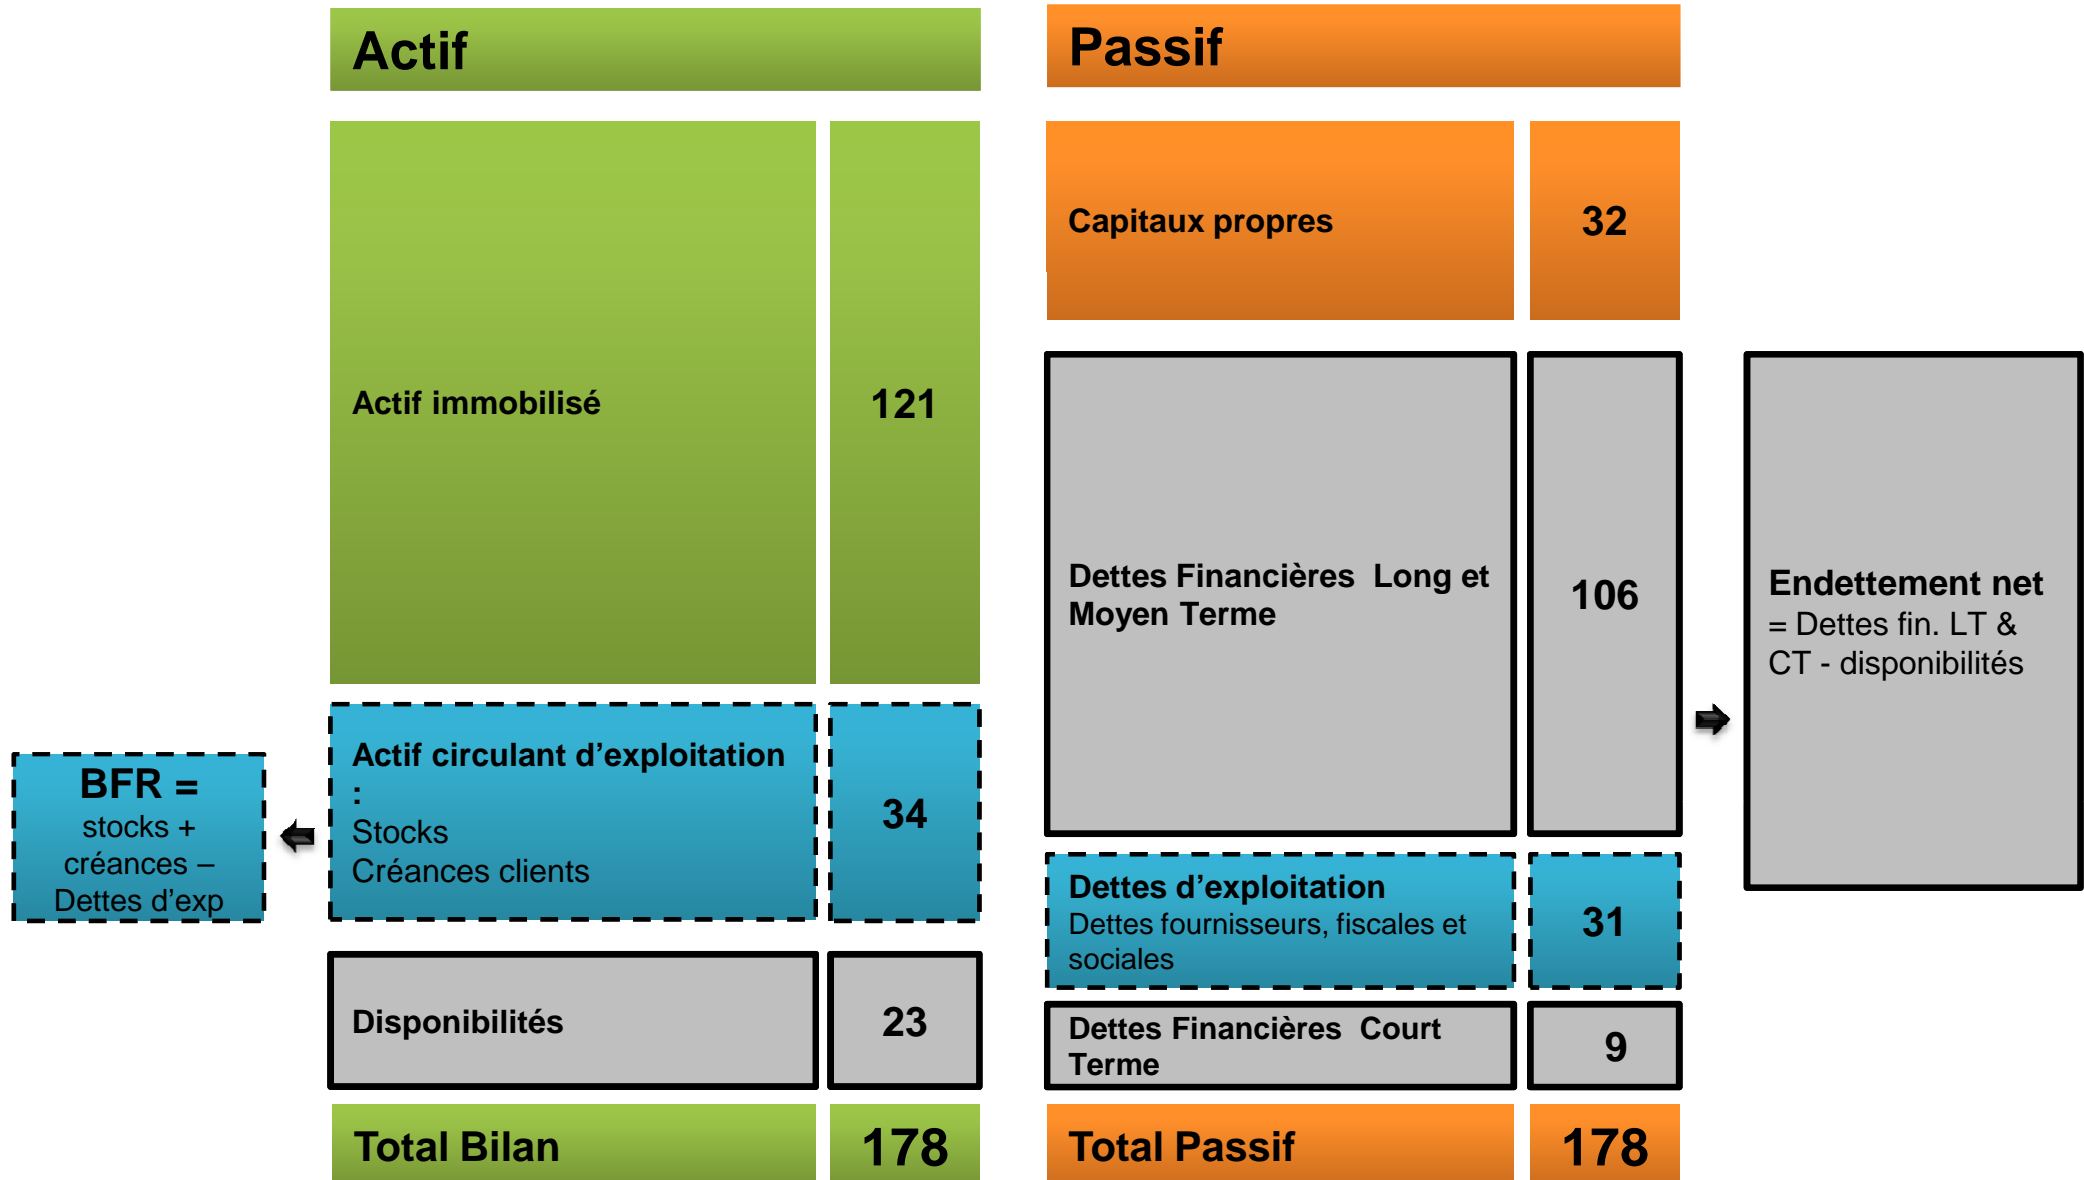 Actif
Actif immobilisé
121
Actif circulant d’exploitation
:
Stocks
Créances clients
34
BFR =
stocks +
créances –
Dettes d’exp
Disponibilités
23
Total Bilan
178
Passif
Capitaux propres
32
Dettes Financières Long et
Moyen Terme
106
Endettement net
= Dettes fin. LT &
CT - disponibilités
Dettes d’exploitation
Dettes fournisseurs, fiscales et
sociales
31
Dettes Financières Court
Terme
9
Total Passif
178